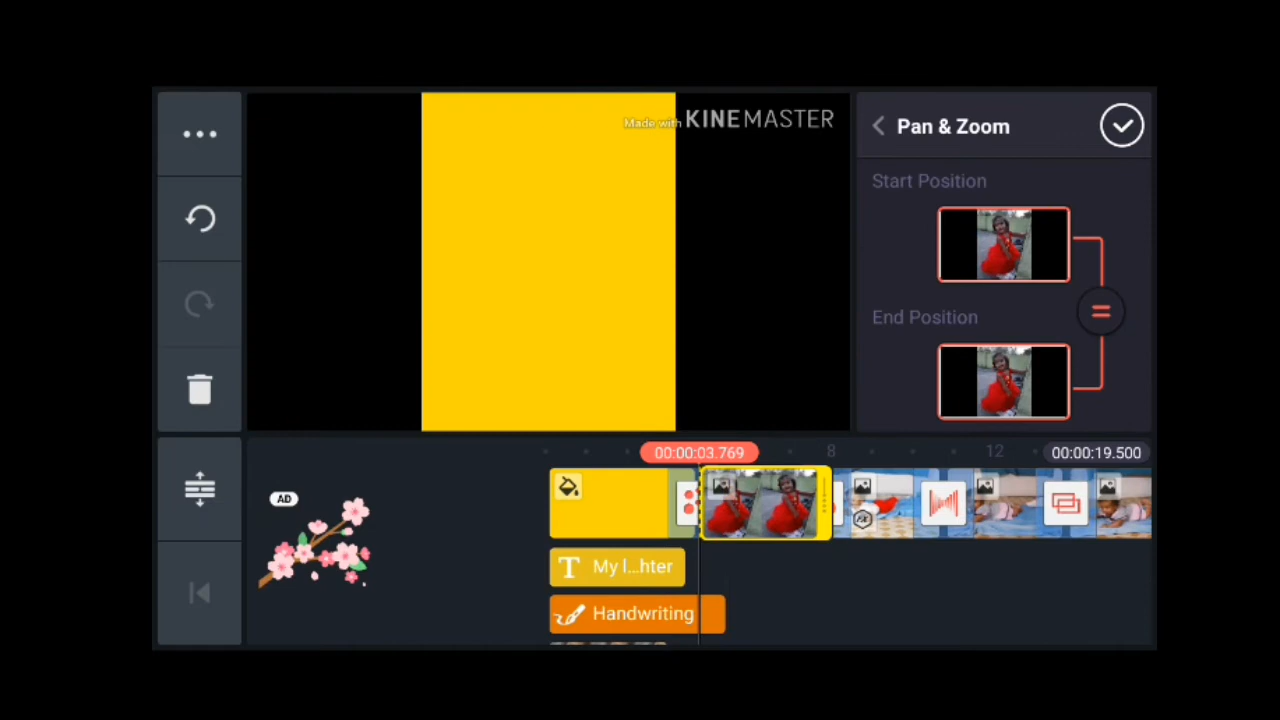 Made with KINEMASTER
Pan & Zoom
Start Position
End Position
00:00:03.769
8
12
00:00:19.500
AD
My l...hter
Handwriting